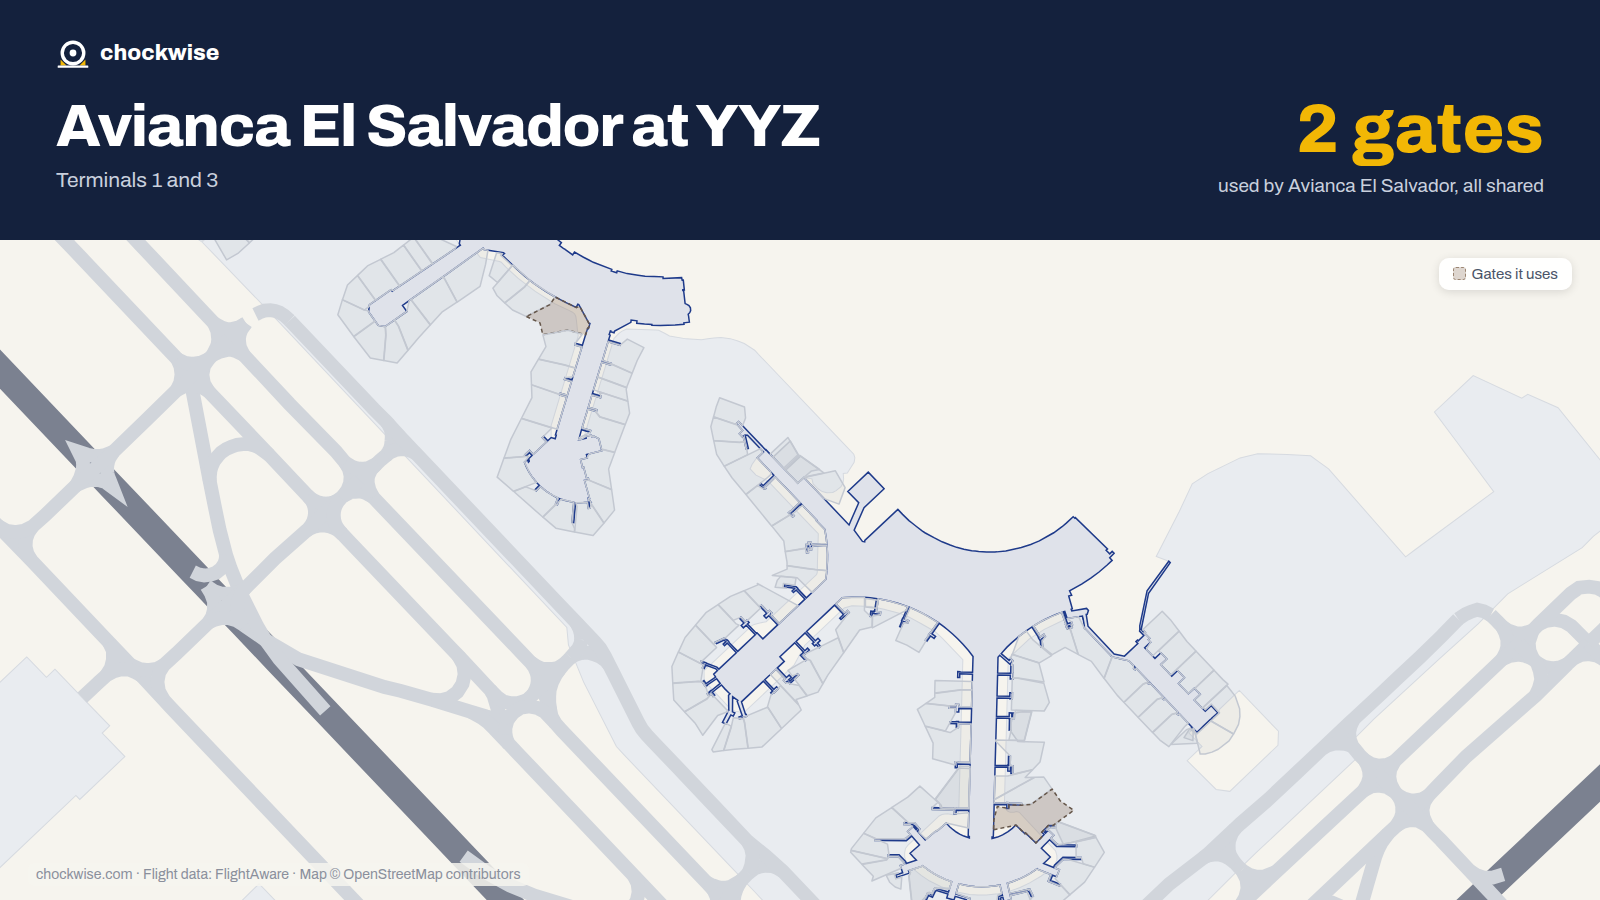 chockwise
Avianca El Salvador at YYZ
Terminals 1 and 3
2 gates
used by Avianca El Salvador, all shared
Gates it uses
chockwise.com · Flight data: FlightAware · Map © OpenStreetMap contributors